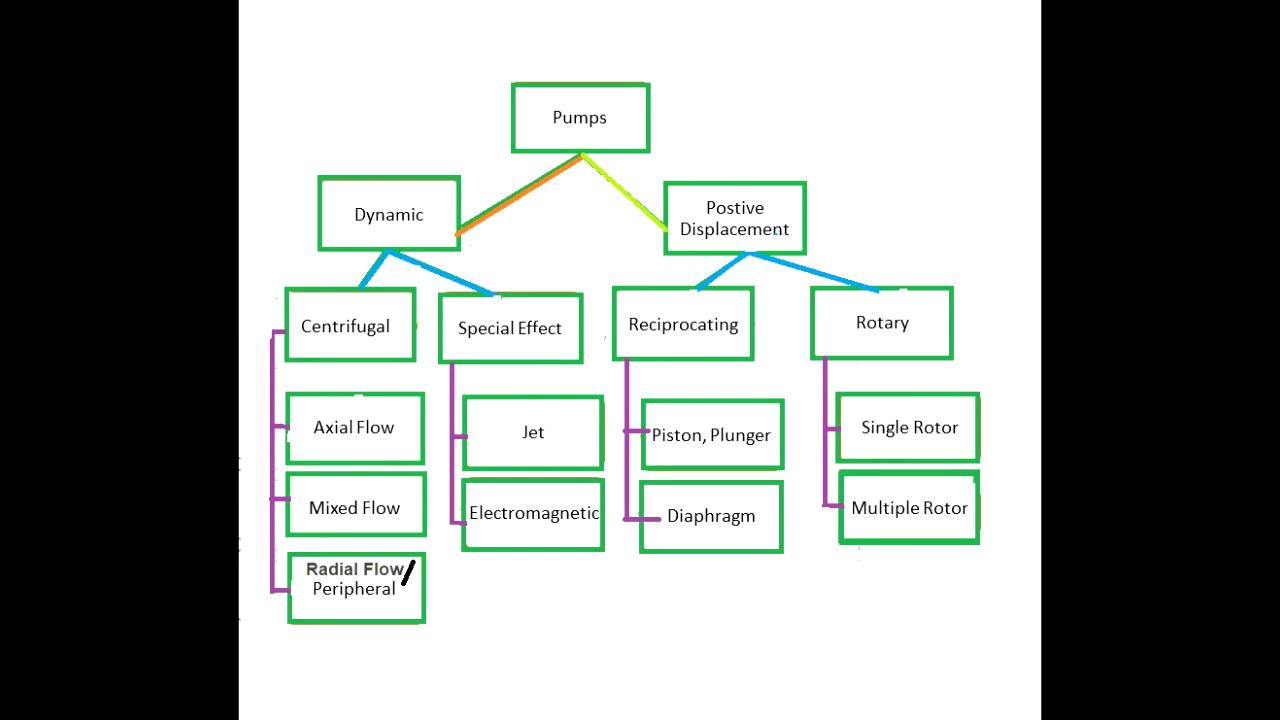 Pumps
Dynamic
Postive
Displacement
Centrifugal
Special Effect
Reciprocating
Rotary
Axial Flow
Jet
Piston, Plunger
Single Rotor
Mixed Flow
Electromagnetic
Diaphragm
Multiple Rotor
Radial Flow/
Peripheral